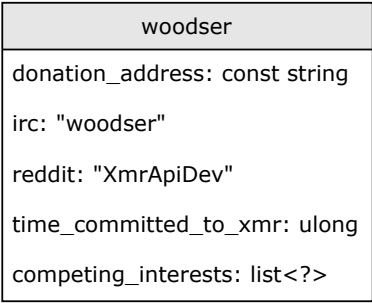 woodser
donation_address: const string
irc: "woodser"
reddit: "XmrApiDev"
time_committed_to_xmr: ulong
competing_interests: list<?>